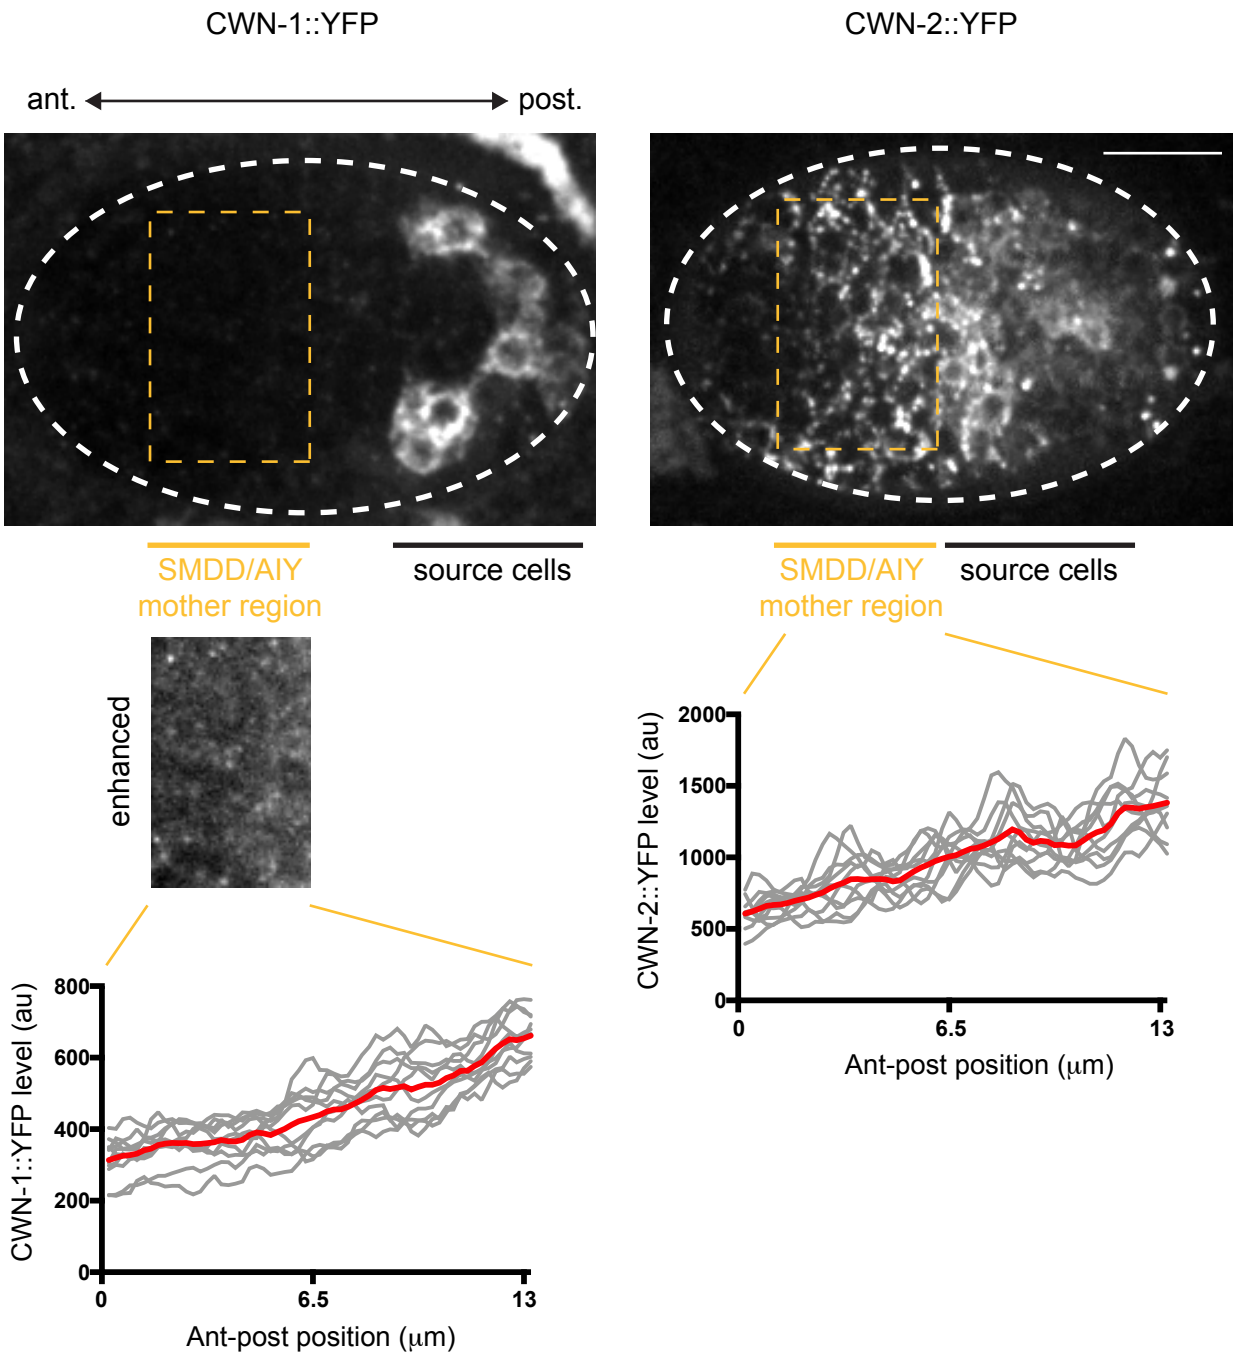 CWN-1::YFP
CWN-2::YFP
ant.
post.
SMDD/AIY
mother region
source cells
SMDD/AIY
mother region
source cells
enhanced
CWN-2::YFP level (au)
2000
1500
1000
500
0
0
6.5
13
Ant-post position (μm)
CWN-1::YFP level (au)
800
600
400
200
0
0
6.5
13
Ant-post position (μm)